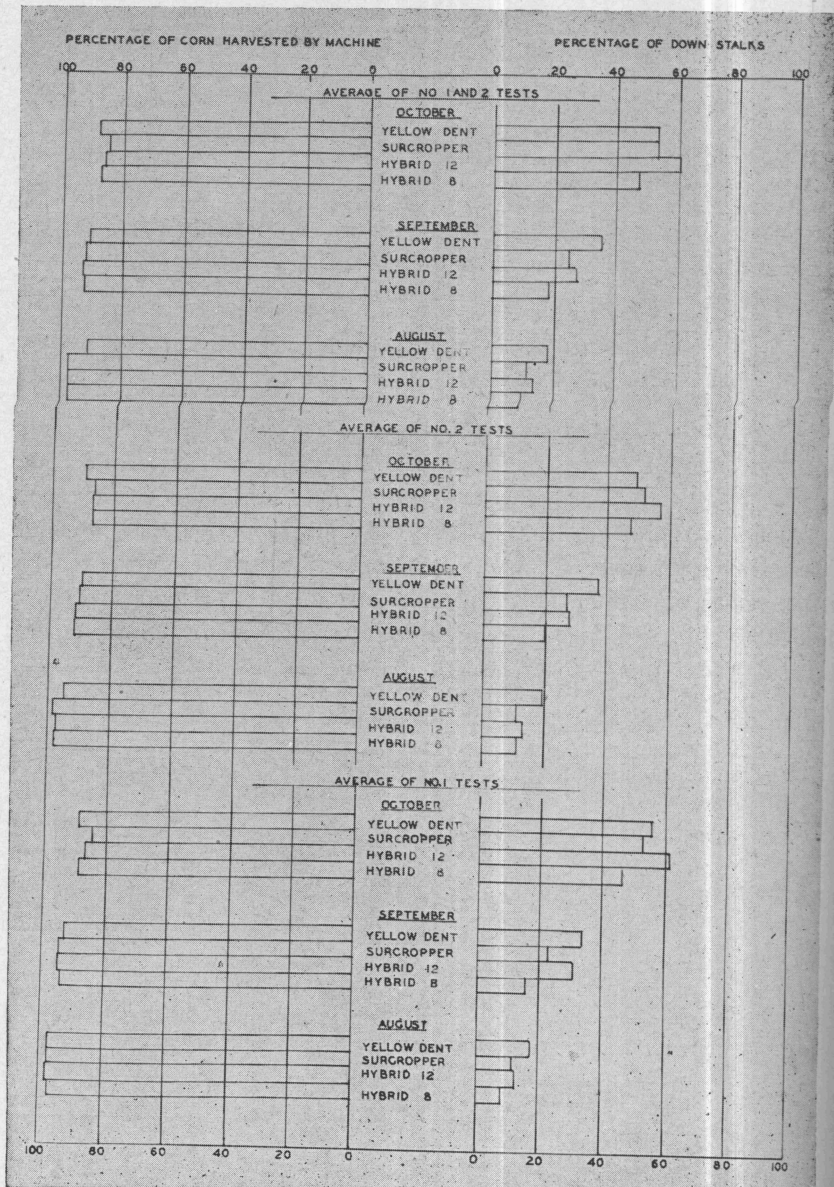 PERCENTAGE OF CORN HARVESTED BY MACHINE PERCENTAGE OF DOWN STALKS
100 80 60 40 20 0 0 20 40 60 80 100
AVERAGE OF NO 1 AND 2 TESTS
OCTOBER
YELLOW DENT
SURCROPPER
HYBRID 12
HYBRID 8
SEPTEMBER
YELLOW DENT
SURCROPPER
HYBRID 12
HYBRID 8
AUGUST
YELLOW DENT
SURCROPPER
HYBRID 12
HYBRID 8
AVERAGE OF NO. 2 TESTS
OCTOBER
YELLOW DENT
SURCROPPER
HYBRID 12
HYBRID 8
SEPTEMBER
YELLOW DENT
SURCROPPER
HYBRID 12
HYBRID 8
AUGUST
YELLOW DENT
SURCROPPER
HYBRID 12
HYBRID 8
AVERAGE OF NO.1 TESTS
OCTOBER
YELLOW DENT
SURCROPPER
HYBRID 12
HYBRID 8
SEPTEMBER
YELLOW DENT
SURCROPPER
HYBRID 12
HYBRID 8
AUGUST
YELLOW DENT
SURCROPPER
HYBRID 12
HYBRID 8
100 80 60 40 20 0 0 20 40 60 80 100